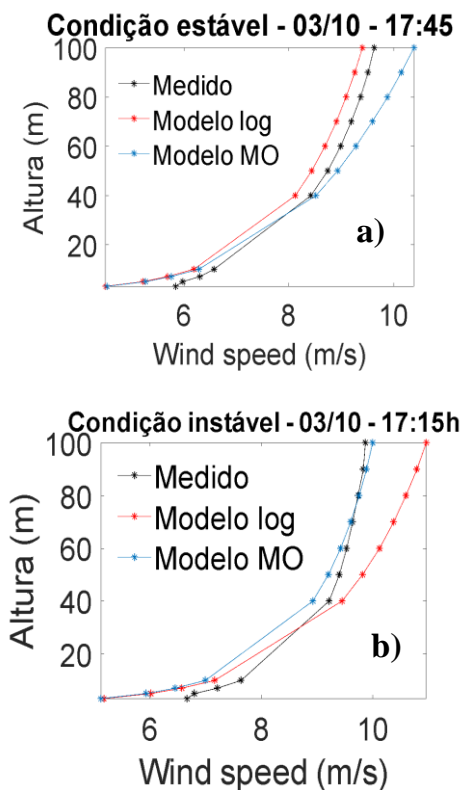 Condição estável - 03/10 - 17:45
100
80
60
40
20
Altura (m)
Medido
Modelo log
Modelo MO
a)
6 8 10
Wind speed (m/s)
Condição instável - 03/10 - 17:15h
100
80
60
40
20
Altura (m)
Medido
Modelo log
Modelo MO
b)
6 8 10
Wind speed (m/s)